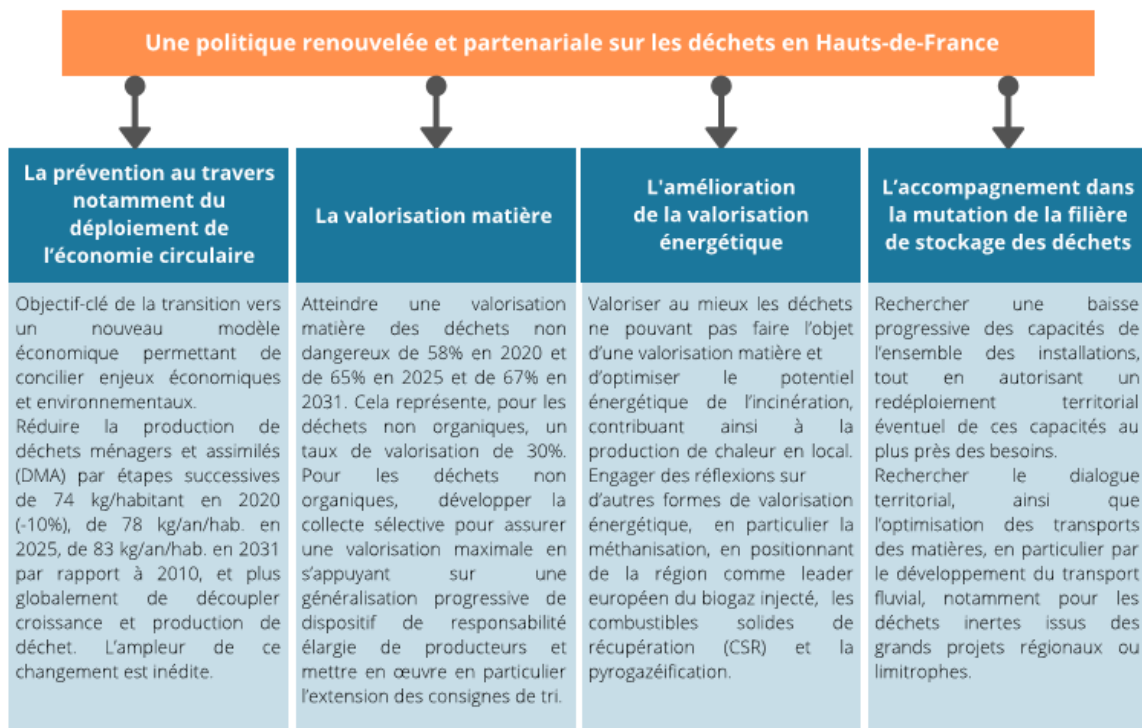 Une politique renouvelée et partenariale sur les déchets en Hauts-de-France
La prévention au travers
notamment du
déploiement de
l’économie circulaire
Objectif-clé de la transition vers
un nouveau modèle
économique permettant de
concilier enjeux économiques
et environnementaux.
Réduire la production de
déchets ménagers et assimilés
(DMA) par étapes successives
de 74 kg/habitant en 2020
(-10%), de 78 kg/an/hab. en
2025, de 83 kg/an/hab. en 2031
par rapport à 2010, et plus
globalement de découpler
croissance et production de
déchet. L’ampleur de ce
changement est inédite.
La valorisation matière
Atteindre une valorisation
matière des déchets non
dangereux de 58% en 2020 et
de 65% en 2025 et de 67% en
2031. Cela représente, pour les
déchets non organiques, un
taux de valorisation de 30%.
Pour les déchets non
organiques, développer la
collecte sélective pour assurer
une valorisation maximale en
s’appuyant sur une
généralisation progressive de
dispositif de responsabilité
élargie de producteurs et
mettre en œuvre en particulier
l’extension des consignes de tri.
L'amélioration
de la valorisation
énergétique
Valoriser au mieux les déchets
ne pouvant pas faire l’objet
d’une valorisation matière et
d’optimiser le potentiel
énergétique de l’incinération,
contribuant ainsi à la
production de chaleur en local.
Engager des réflexions sur
d’autres formes de valorisation
énergétique, en particulier la
méthanisation, en positionnant
de la région comme leader
européen du biogaz injecté, les
combustibles solides de
récupération (CSR) et la
pyrogazéification.
L’accompagnement dans
la mutation de la filière
de stockage des déchets
Rechercher une baisse
progressive des capacités de
l’ensemble des installations,
tout en autorisant un
redéploiement territorial
éventuel de ces capacités au
plus près des besoins.
Rechercher le dialogue
territorial, ainsi que
l’optimisation des transports
des matières, en particulier par
le développement du transport
fluvial, notamment pour les
déchets inertes issus des
grands projets régionaux ou
limitrophes.